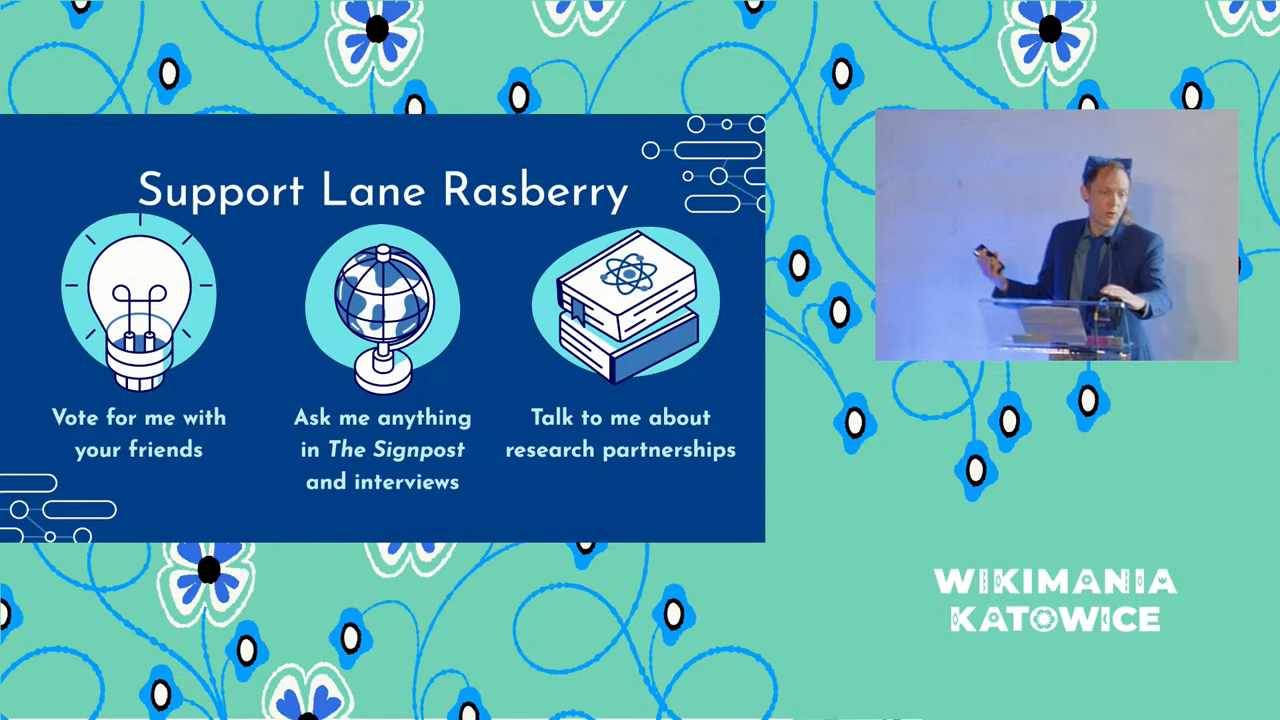 Support Lane Rasberry
Vote for me with
your friends
Ask me anything
in The Signpost
and interviews
Talk to me about
research partnerships
WIKIMANIA
KATOWICE